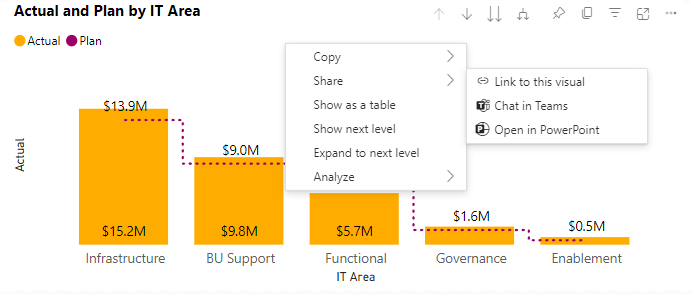 Actual and Plan by IT Area
Actual Plan
Copy
Share
Show as a table
Show next level
Expand to next level
Analyze
Link to this visual
Chat in Teams
Open in PowerPoint
Actual
$13.9M
$9.0M
$1.6M
$0.5M
$15.2M
$9.8M
$5.7M
Infrastructure
BU Support
Functional
Governance
Enablement
IT Area